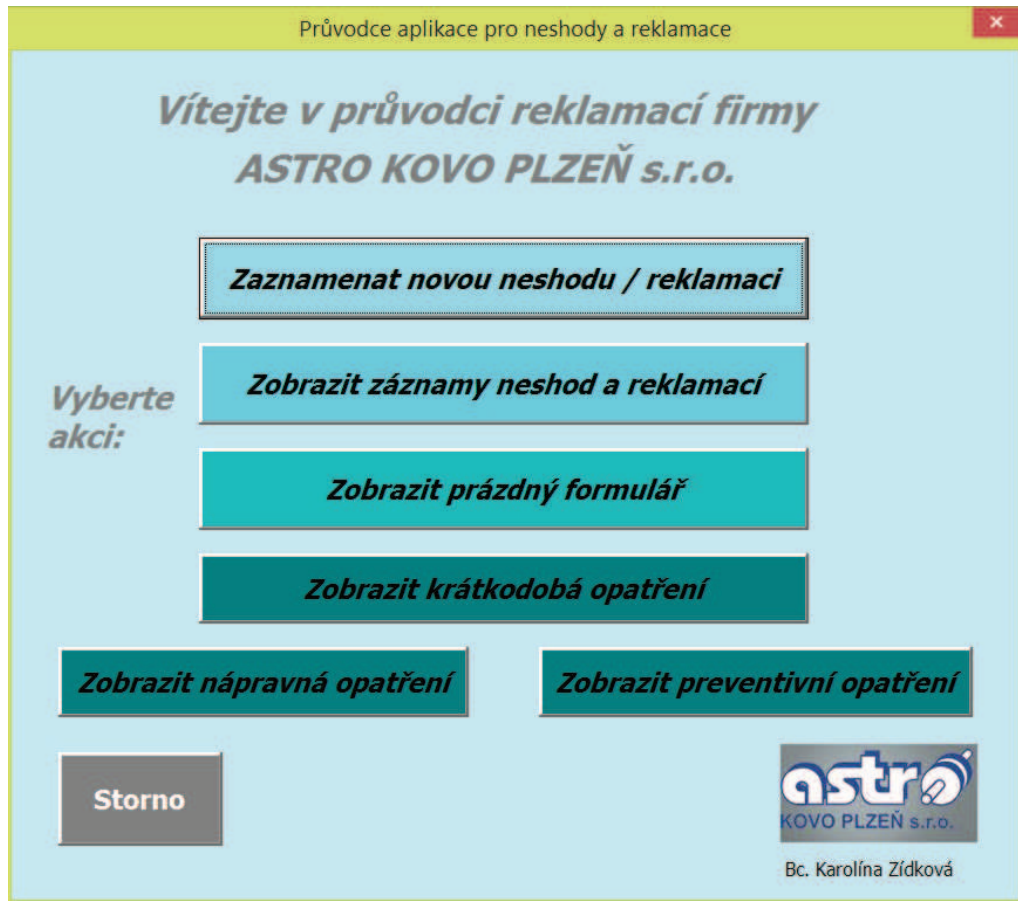 Průvodce aplikace pro neshody a reklamace
Vítejte v průvodci reklamací firmy
ASTRO KOVO PLZEŇ s.r.o.
Zaznamenat novou neshodu / reklamaci
Zobrazit záznamy neshod a reklamací
Vyberte
akci:
Zobrazit prázdný formulář
Zobrazit krátkodobá opatření
Zobrazit nápravná opatření
Zobrazit preventivní opatření
Storno
astro
KOVO PLZEŇ s.r.o.
Bc. Karolína Zídková